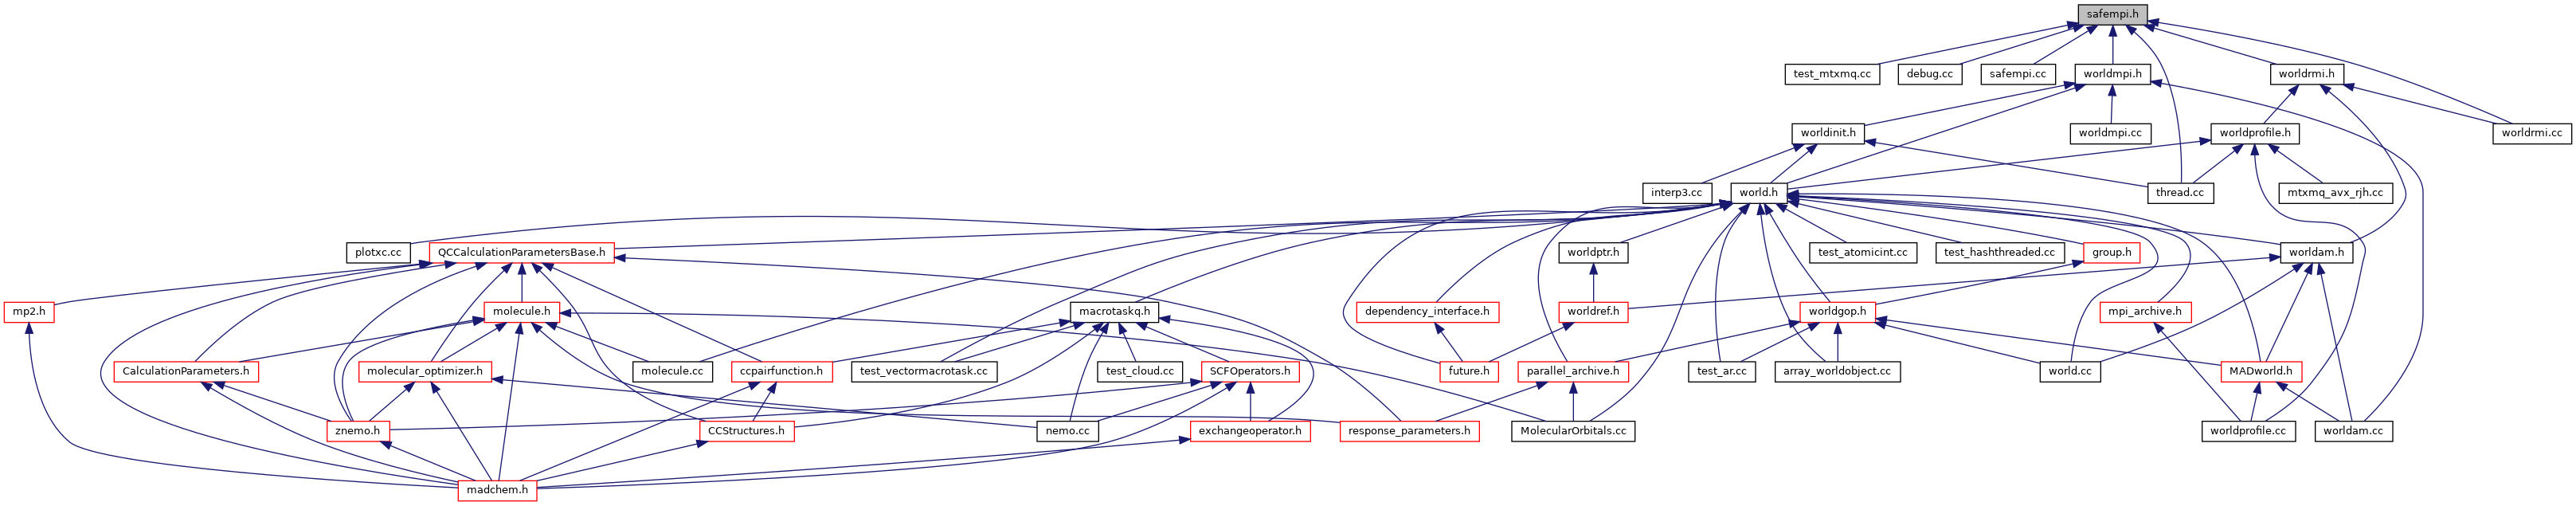 safempi.h
test_mtxmq.cc
debug.cc
safempi.cc
worldmpi.h
worldrmi.h
worldinit.h
worldmpi.cc
worldprofile.h
worldrmi.cc
interp3.cc
world.h
thread.cc
mtxmq_avx_rjh.cc
plotxc.cc
QCCalculationParametersBase.h
worldptr.h
test_atomicint.cc
test_hashthreaded.cc
group.h
worldam.h
mp2.h
molecule.h
macrotaskq.h
dependency_interface.h
worldref.h
worldgop.h
mpi_archive.h
CalculationParameters.h
molecular_optimizer.h
molecule.cc
ccpairfunction.h
test_vectormacrotask.cc
test_cloud.cc
SCFOperators.h
future.h
parallel_archive.h
test_ar.cc
array_worldobject.cc
world.cc
MADworld.h
znemo.h
CCStructures.h
nemo.cc
exchangeoperator.h
response_parameters.h
MolecularOrbitals.cc
worldprofile.cc
worldam.cc
madchem.h